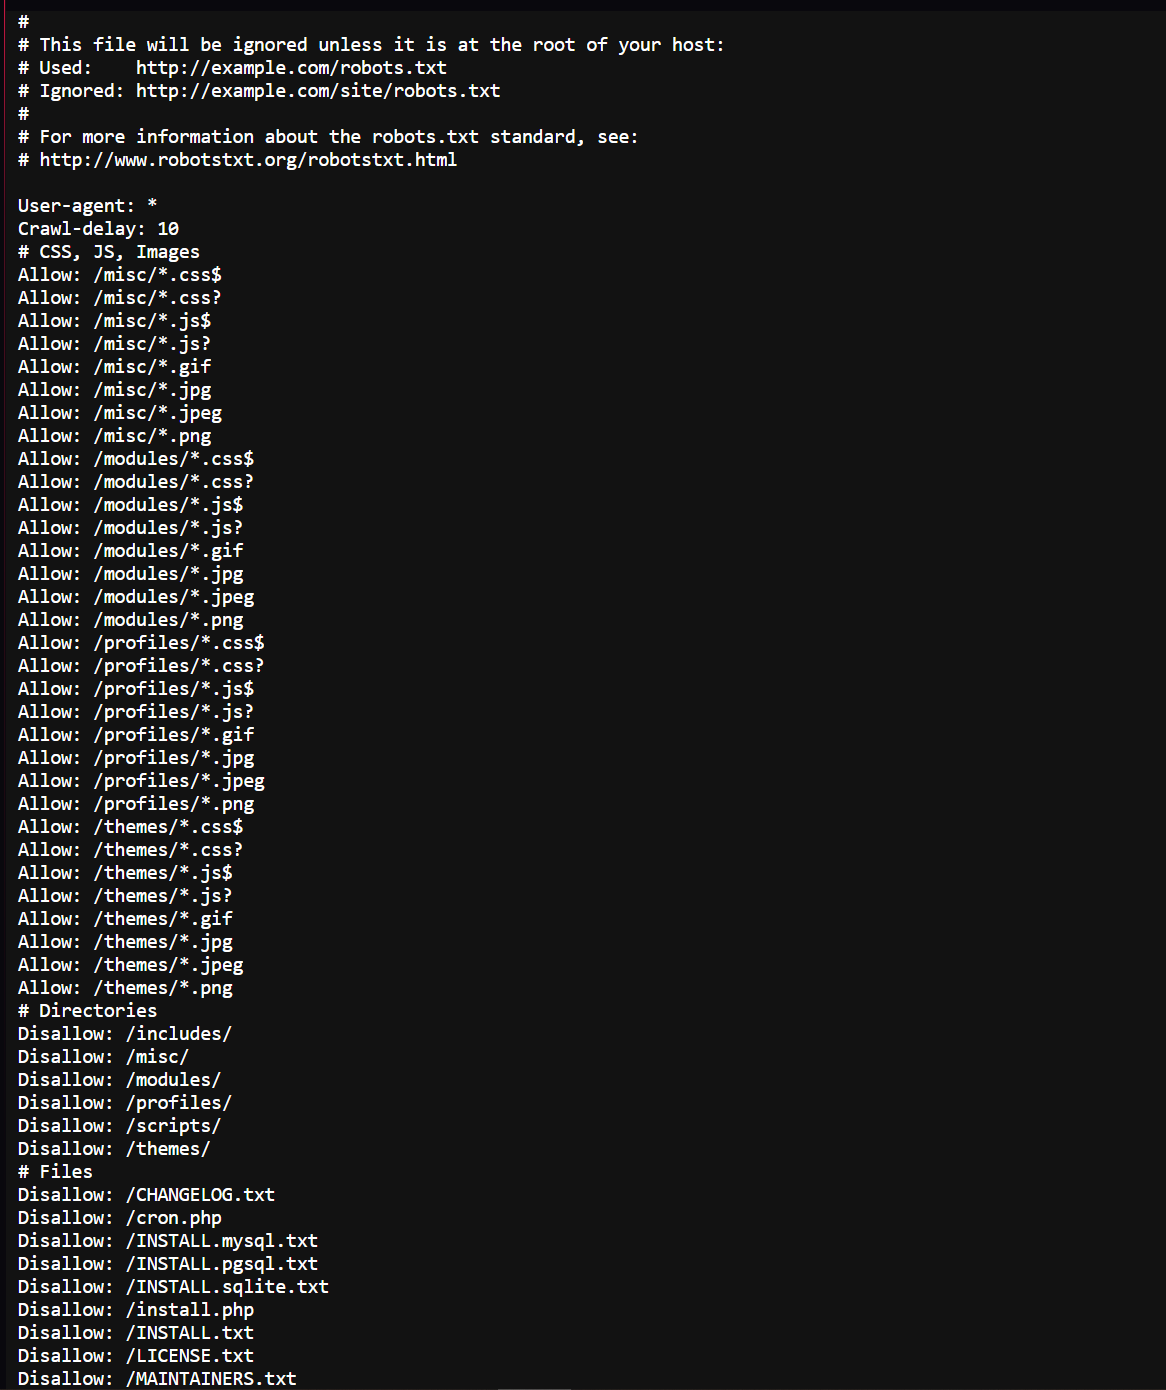 #
# This file will be ignored unless it is at the root of your host:
# Used:    http://example.com/robots.txt
# Ignored: http://example.com/site/robots.txt
#
# For more information about the robots.txt standard, see:
# http://www.robotstxt.org/robotstxt.html

User-agent: *
Crawl-delay: 10
# CSS, JS, Images
Allow: /misc/*.css$
Allow: /misc/*.css?
Allow: /misc/*.js$
Allow: /misc/*.js?
Allow: /misc/*.gif
Allow: /misc/*.jpg
Allow: /misc/*.jpeg
Allow: /misc/*.png
Allow: /modules/*.css$
Allow: /modules/*.css?
Allow: /modules/*.js$
Allow: /modules/*.js?
Allow: /modules/*.gif
Allow: /modules/*.jpg
Allow: /modules/*.jpeg
Allow: /modules/*.png
Allow: /profiles/*.css$
Allow: /profiles/*.css?
Allow: /profiles/*.js$
Allow: /profiles/*.js?
Allow: /profiles/*.gif
Allow: /profiles/*.jpg
Allow: /profiles/*.jpeg
Allow: /profiles/*.png
Allow: /themes/*.css$
Allow: /themes/*.css?
Allow: /themes/*.js$
Allow: /themes/*.js?
Allow: /themes/*.gif
Allow: /themes/*.jpg
Allow: /themes/*.jpeg
Allow: /themes/*.png
# Directories
Disallow: /includes/
Disallow: /misc/
Disallow: /modules/
Disallow: /profiles/
Disallow: /scripts/
Disallow: /themes/
# Files
Disallow: /CHANGELOG.txt
Disallow: /cron.php
Disallow: /INSTALL.mysql.txt
Disallow: /INSTALL.pgsql.txt
Disallow: /INSTALL.sqlite.txt
Disallow: /install.php
Disallow: /INSTALL.txt
Disallow: /LICENSE.txt
Disallow: /MAINTAINERS.txt